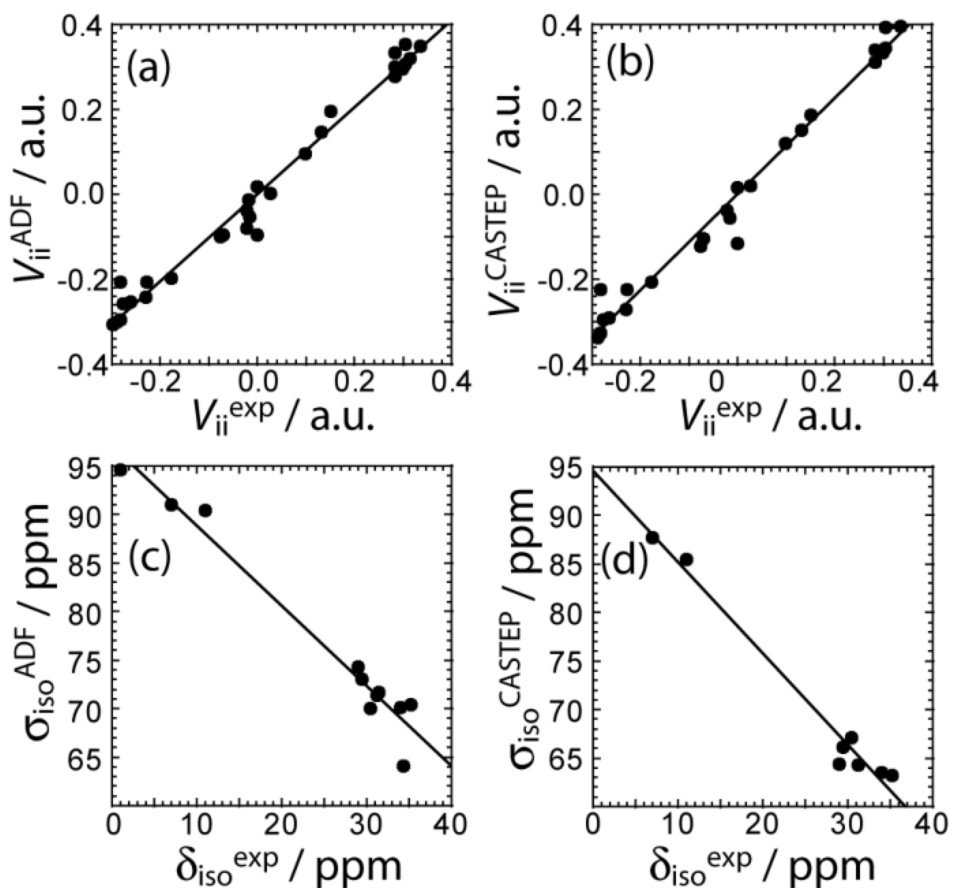 (a)
V_ii^ADF / a.u.
0.4
0.2
0.0
-0.2
-0.4
-0.2 0.0 0.2 0.4
V_ii^exp / a.u.
(b)
V_ii^CASTEP / a.u.
0.4
0.2
0.0
-0.2
-0.4
-0.2 0 0.2 0.4
V_ii^exp / a.u.
(c)
σ_iso^ADF / ppm
95
90
85
80
75
70
65
0 10 20 30 40
δ_iso^exp / ppm
(d)
σ_iso^CASTEP / ppm
95
90
85
80
75
70
65
0 10 20 30 40
δ_iso^exp / ppm